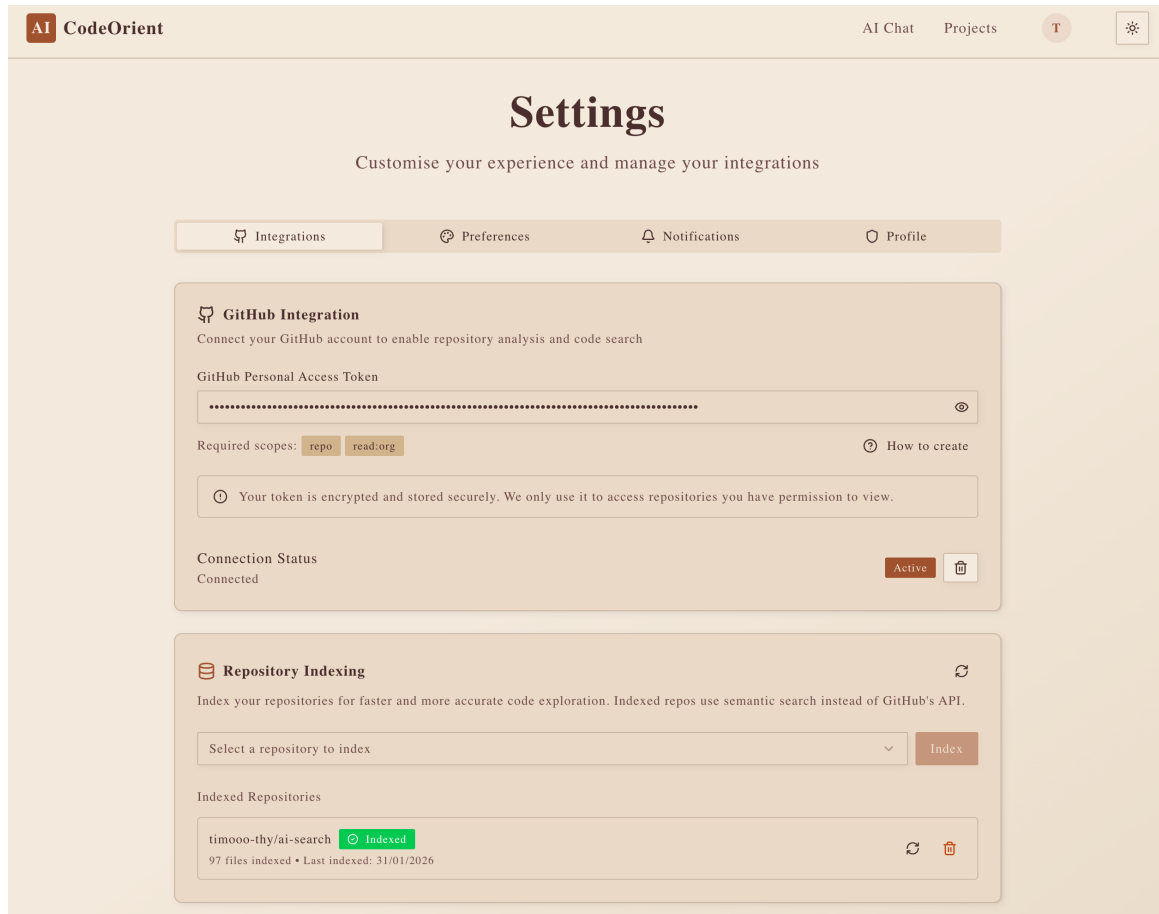 AI CodeOrient
AI Chat Projects T
Settings
Customise your experience and manage your integrations
Integrations Preferences Notifications Profile
GitHub Integration
Connect your GitHub account to enable repository analysis and code search
GitHub Personal Access Token
Required scopes: repo read:org How to create
Your token is encrypted and stored securely. We only use it to access repositories you have permission to view.
Connection Status
Connected
Active
Repository Indexing
Index your repositories for faster and more accurate code exploration. Indexed repos use semantic search instead of GitHub's API.
Select a repository to index Index
Indexed Repositories
timooo-thy/ai-search Indexed
97 files indexed • Last indexed: 31/01/2026